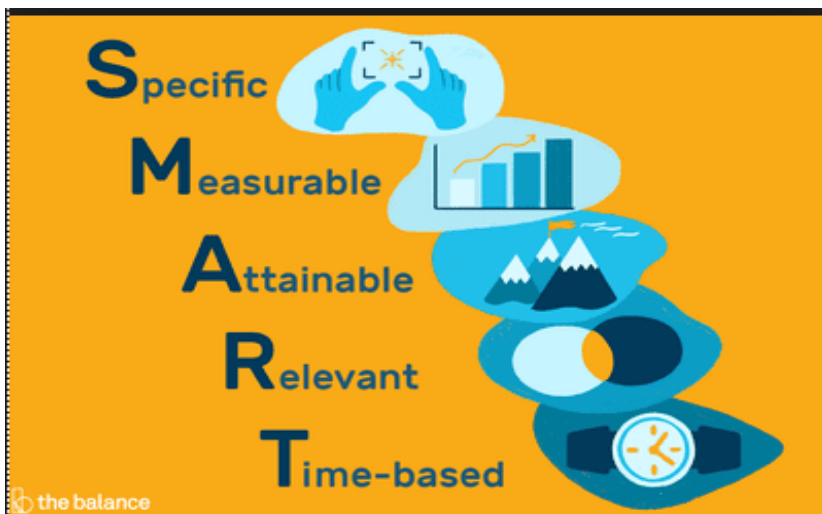 Specific
Measurable
Attainable
Relevant
Time-based
the balance